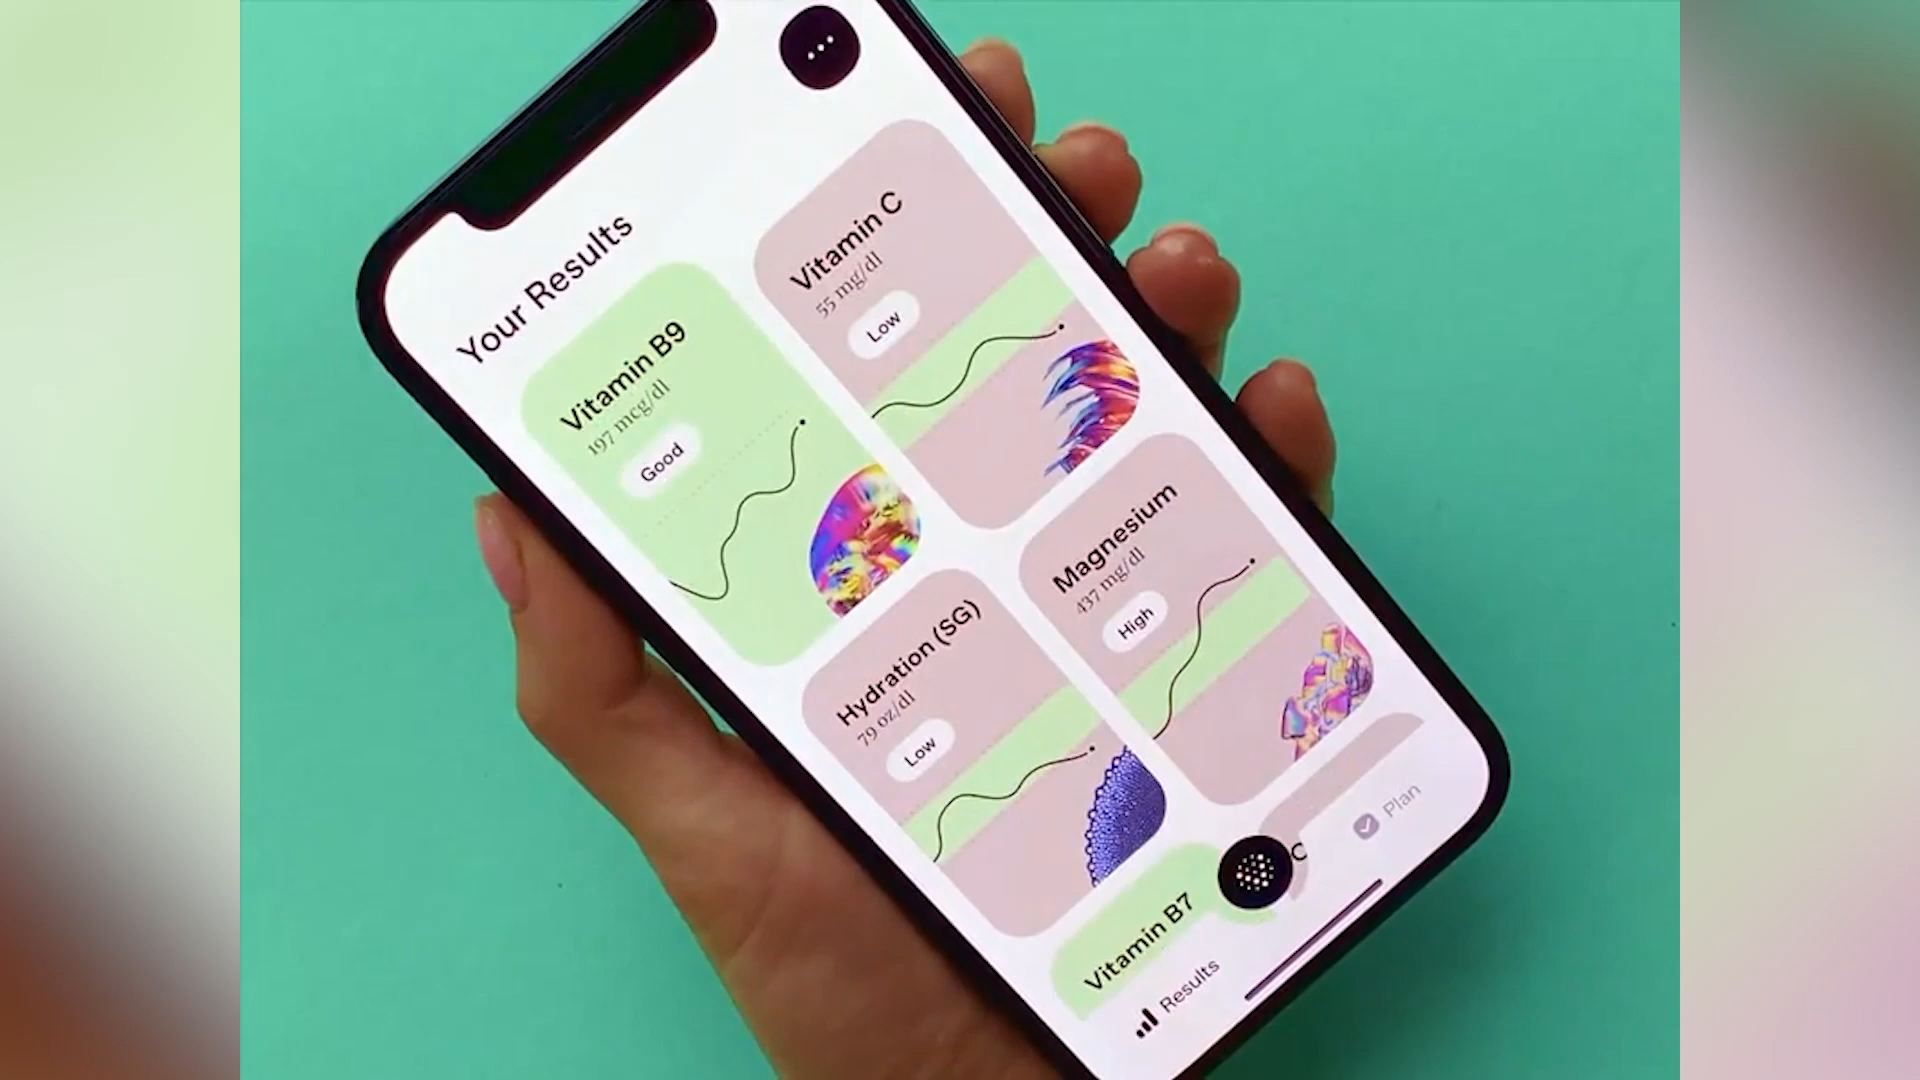 Your Results
Vitamin B9
197 mcg/dl
Good
Vitamin C
55 mg/dl
Low
Hydration (SG)
79 oz/dl
Low
Magnesium
437 mg/dl
High
Vitamin B7
C
Results
Plan